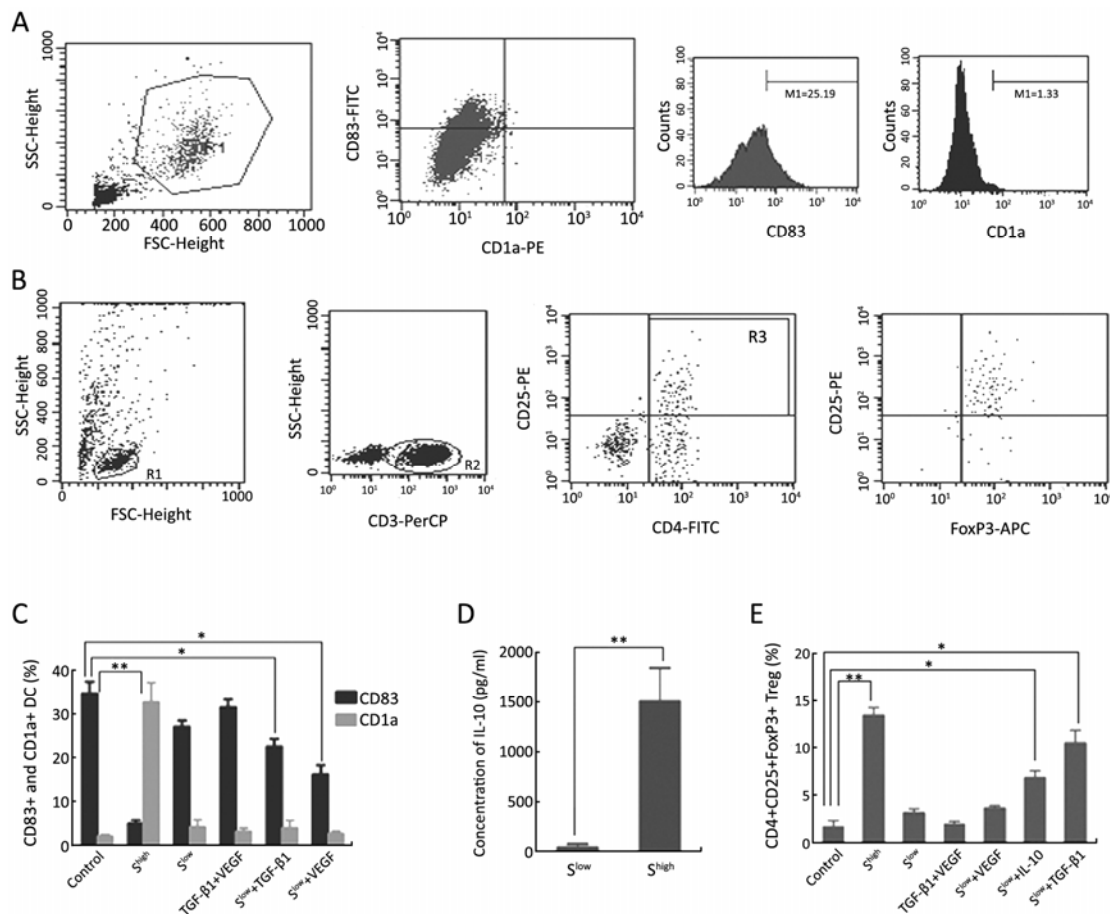 A
SSC-Height
1000
800
600
400
200
0
0 200 400 600 800 1000
FSC-Height
CD83-FITC
10⁴
10³
10²
10¹
10⁰
10⁰ 10¹ 10² 10³ 10⁴
CD1a-PE
Counts
100
80
60
40
20
0
M1=25.19
10⁰ 10¹ 10² 10³ 10⁴
CD83
Counts
100
80
60
40
20
0
M1=1.33
10⁰ 10¹ 10² 10³ 10⁴
CD1a
B
SSC-Height
1000
800
600
400
200
0
R1
0 1000
FSC-Height
SSC-Height
1000
0
R2
10⁰ 10¹ 10² 10³ 10⁴
CD3-PerCP
CD25-PE
10⁴
10³
10²
10¹
10⁰
R3
10⁰ 10¹ 10² 10³ 10⁴
CD4-FITC
CD25-PE
10⁴
10³
10²
10¹
10⁰
10⁰ 10¹ 10² 10³ 10⁴
FoxP3-APC
C
CD83+ and CD1a+ DC (%)
40
30
20
10
0
*
*
**
CD83
CD1a
Control
Shigh
Slow
TGF-β1+VEGF
Slow+TGF-β1
Slow+VEGF
D
Concentration of IL-10 (pg/ml)
2000
1500
1000
500
0
**
Slow
Shigh
E
CD4+CD25+FoxP3+ Treg (%)
20
15
10
5
0
*
*
**
Control
Shigh
Slow
TGF-β1+VEGF
Slow+VEGF
Slow+IL-10
Slow+TGF-β1